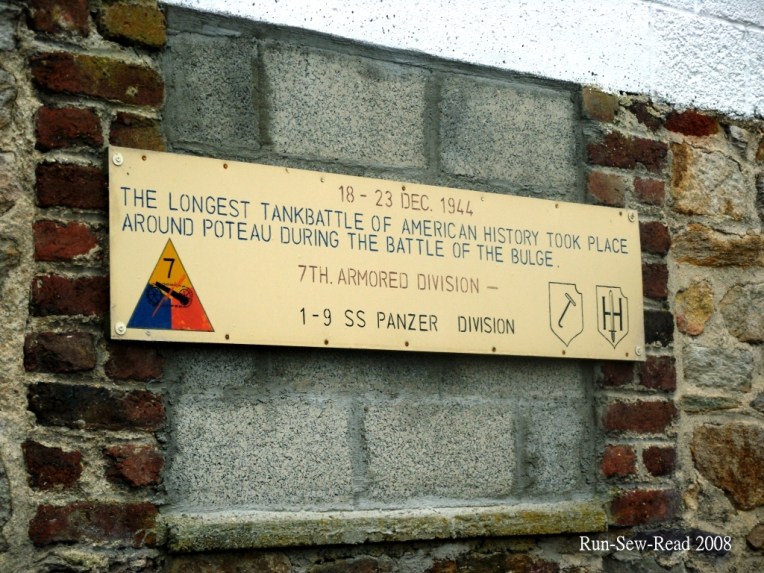 18 - 23 DEC. 1944
THE LONGEST TANKBATTLE OF AMERICAN HISTORY TOOK PLACE
AROUND POTEAU DURING THE BATTLE OF THE BULGE.
7
7TH. ARMORED DIVISION —
1-9 SS PANZER DIVISION
Run-Sew-Read 2008